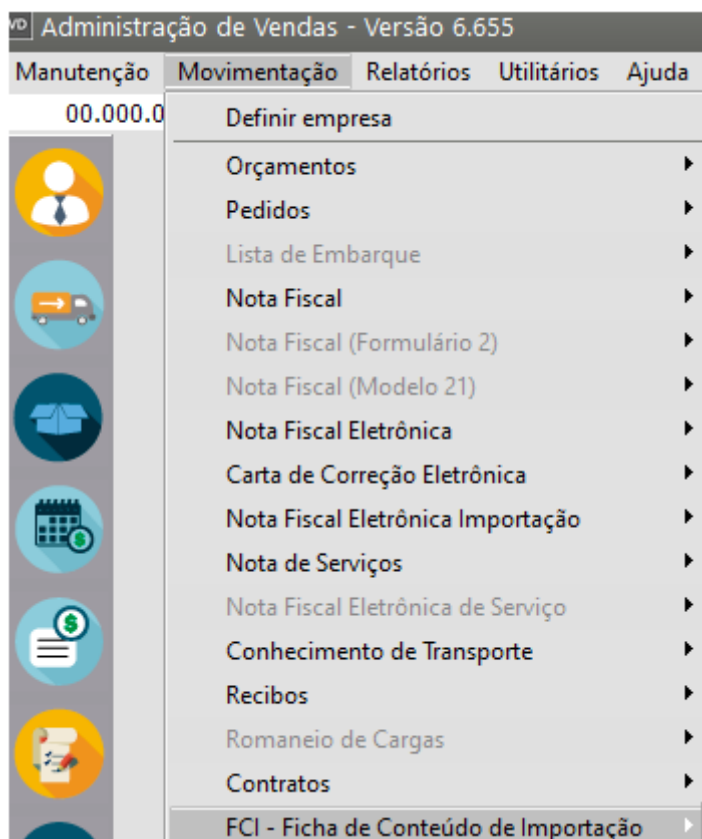 VD Administração de Vendas - Versão 6.655
Manutenção Movimentação Relatórios Utilitários Ajuda
00.000.0
Definir empresa
Orçamentos
Pedidos
Lista de Embarque
Nota Fiscal
Nota Fiscal (Formulário 2)
Nota Fiscal (Modelo 21)
Nota Fiscal Eletrônica
Carta de Correção Eletrônica
Nota Fiscal Eletrônica Importação
Nota de Serviços
Nota Fiscal Eletrônica de Serviço
Conhecimento de Transporte
Recibos
Romaneio de Cargas
Contratos
FCI - Ficha de Conteúdo de Importação